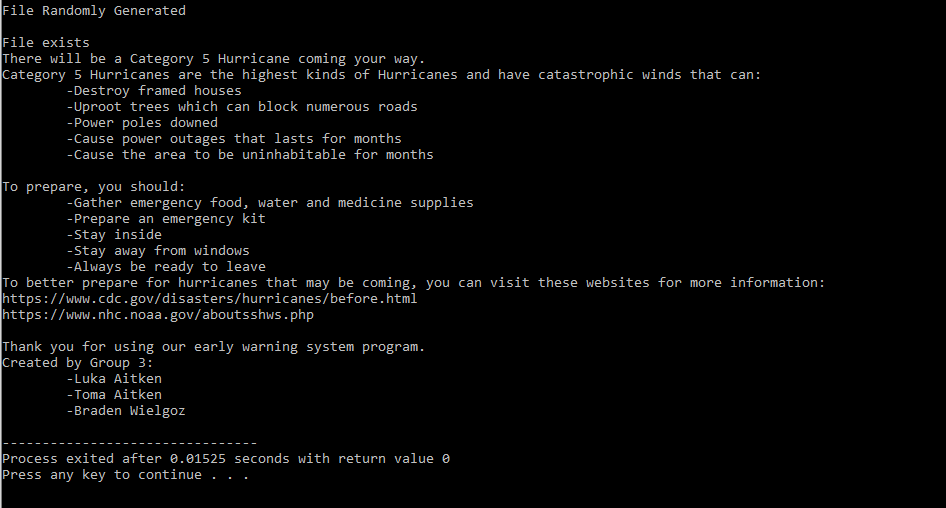 File Randomly Generated
File exists
There will be a Category 5 Hurricane coming your way.
Category 5 Hurricanes are the highest kinds of Hurricanes and have catastrophic winds that can:
-Destroy framed houses
-Uproot trees which can block numerous roads
-Power poles downed
-Cause power outages that lasts for months
-Cause the area to be uninhabitable for months
To prepare, you should:
-Gather emergency food, water and medicine supplies
-Prepare an emergency kit
-Stay inside
-Stay away from windows
-Always be ready to leave
To better prepare for hurricanes that may be coming, you can visit these websites for more information:
https://www.cdc.gov/disasters/hurricanes/before.html
https://www.nhc.noaa.gov/aboutsshws.php
Thank you for using our early warning system program.
Created by Group 3:
-Luka Aitken
-Toma Aitken
-Braden Wielgoz
--------------------------------
Process exited after 0.01525 seconds with return value 0
Press any key to continue . . .